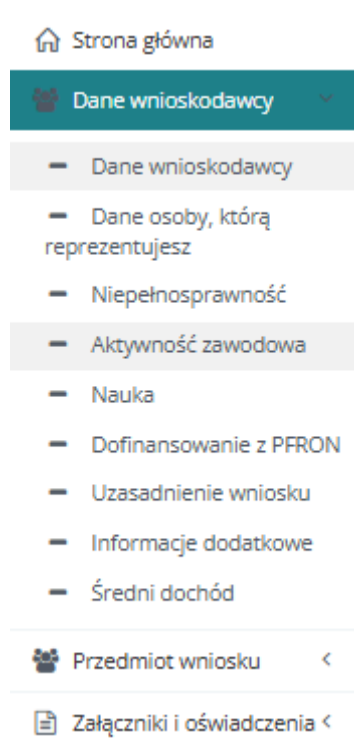 Strona główna
Dane wnioskodawcy
Dane wnioskodawcy
Dane osoby, którą
reprezentujesz
Niepełnosprawność
Aktywność zawodowa
Nauka
Dofinansowanie z PFRON
Uzasadnienie wniosku
Informacje dodatkowe
Średni dochód
Przedmiot wniosku
Załączniki i oświadczenia